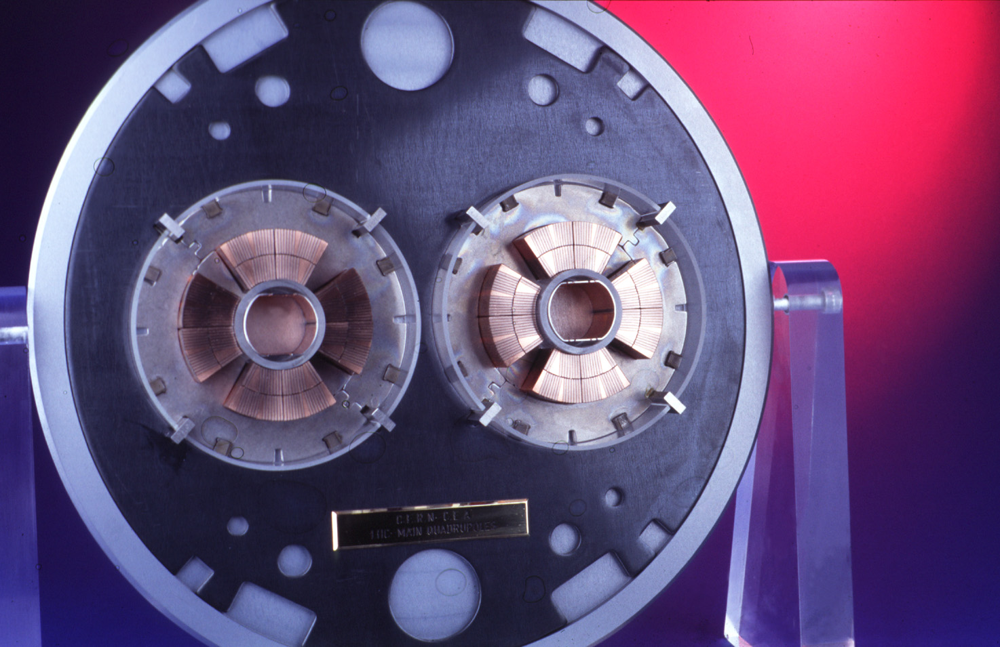 C.E.R.N- C.E.A
LHC- MAIN QUADRUPOLES